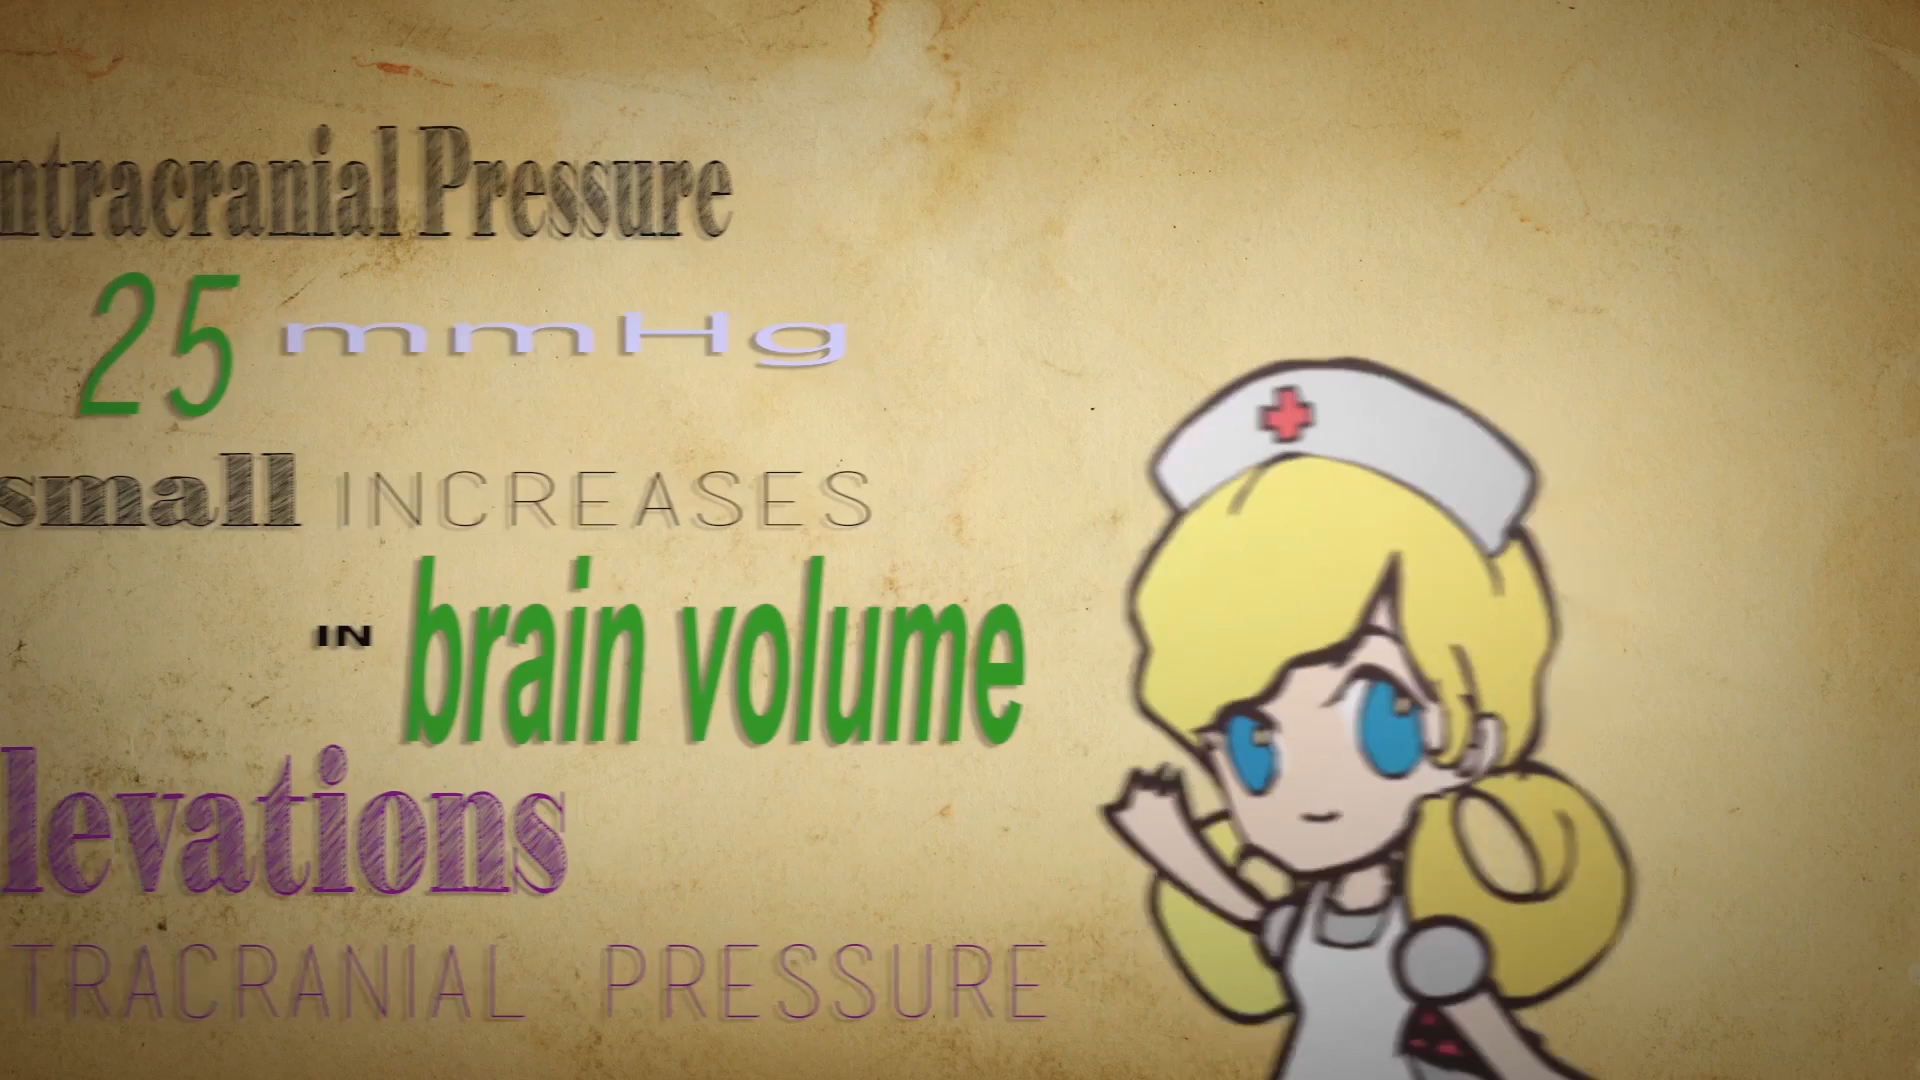 ntracranial Pressure
25 mmHg
small INCREASES
IN brain volume
levations
TRACRANIAL PRESSURE